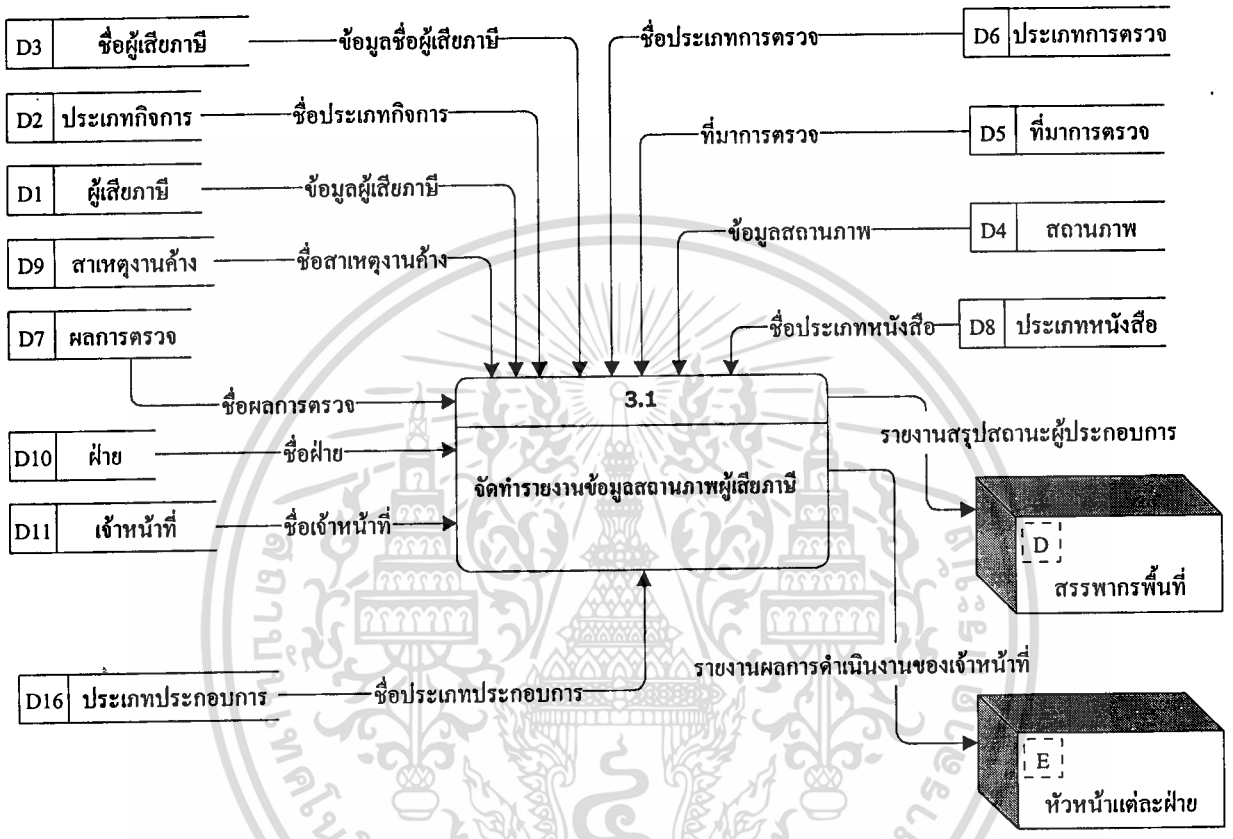 D3 ชื่อผู้เสียภาษี
ข้อมูลชื่อผู้เสียภาษี
ชื่อประเภทการตรวจ
D6 ประเภทการตรวจ
D2 ประเภทกิจการ
ชื่อประเภทกิจการ
ที่มาการตรวจ
D5 ที่มาการตรวจ
D1 ผู้เสียภาษี
ข้อมูลผู้เสียภาษี
ข้อมูลสถานภาพ
D4 สถานภาพ
D9 สาเหตุงานค้าง
ชื่อสาเหตุงานค้าง
D7 ผลการตรวจ
ชื่อประเภทหนังสือ
D8 ประเภทหนังสือ
ชื่อผลการตรวจ
3.1
รายงานสรุปสถานะผู้ประกอบการ
D10 ฝ่าย
ชื่อฝ่าย
จัดทำรายงานข้อมูลสถานภาพผู้เสียภาษี
D11 เจ้าหน้าที่
ชื่อเจ้าหน้าที่
D
สรรพากรพื้นที่
รายงานผลการดำเนินงานของเจ้าหน้าที่
D16 ประเภทประกอบการ
ชื่อประเภทประกอบการ
E
หัวหน้าแต่ละฝ่าย